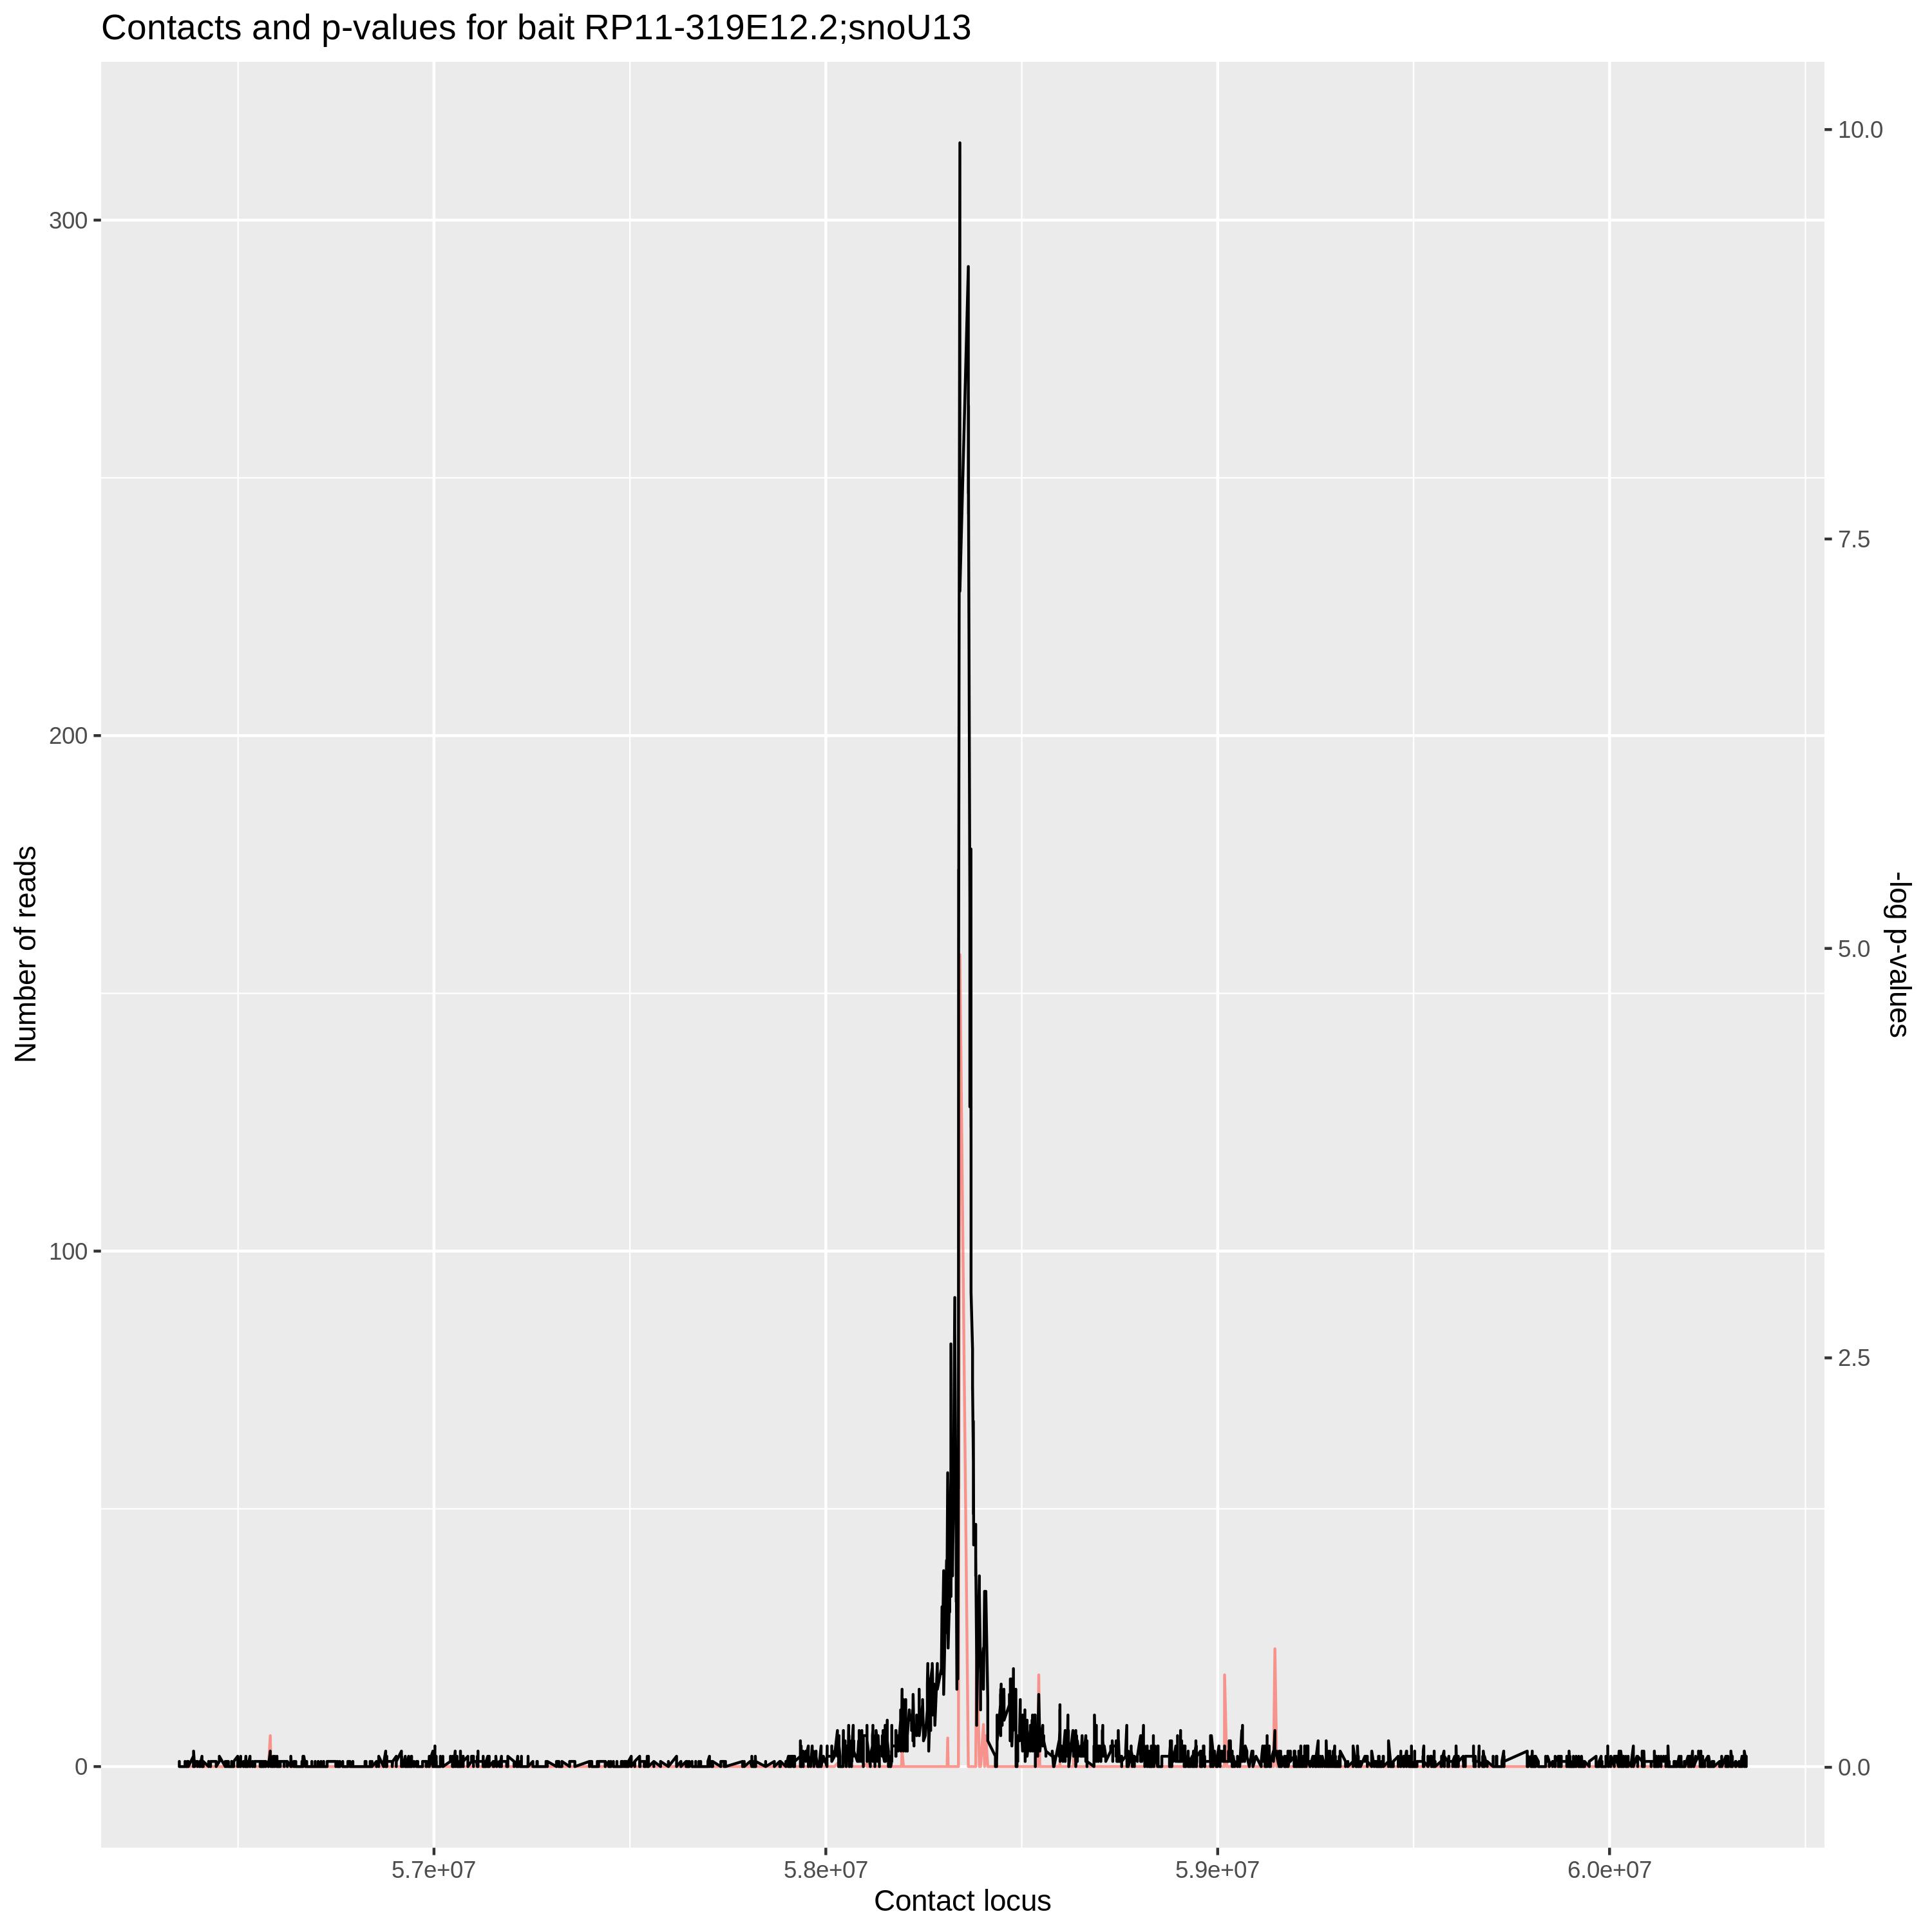 Contacts and p-values for bait RP11-319E12.2;snoU13
10.0
300
7.5
200
5.0
Number of reads
-log p-values
100
2.5
0
0.0
5.7e+07
5.8e+07
5.9e+07
6.0e+07
Contact locus